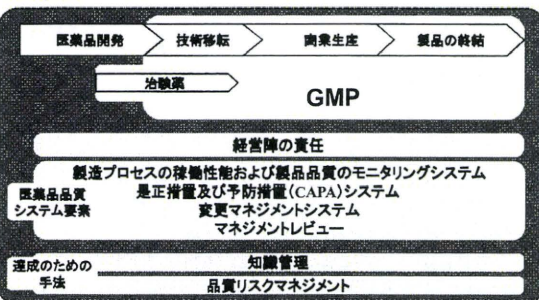 医薬品開発 技術移転 商業生産 製品の終結
治験薬
GMP
経営陣の責任
製造プロセスの稼働性能および製品品質のモニタリングシステム
是正措置及び予防措置(CAPA)システム
変更マネジメントシステム
マネジメントレビュー
医薬品品質
システム要素
知識管理
品質リスクマネジメント
達成のための
手法